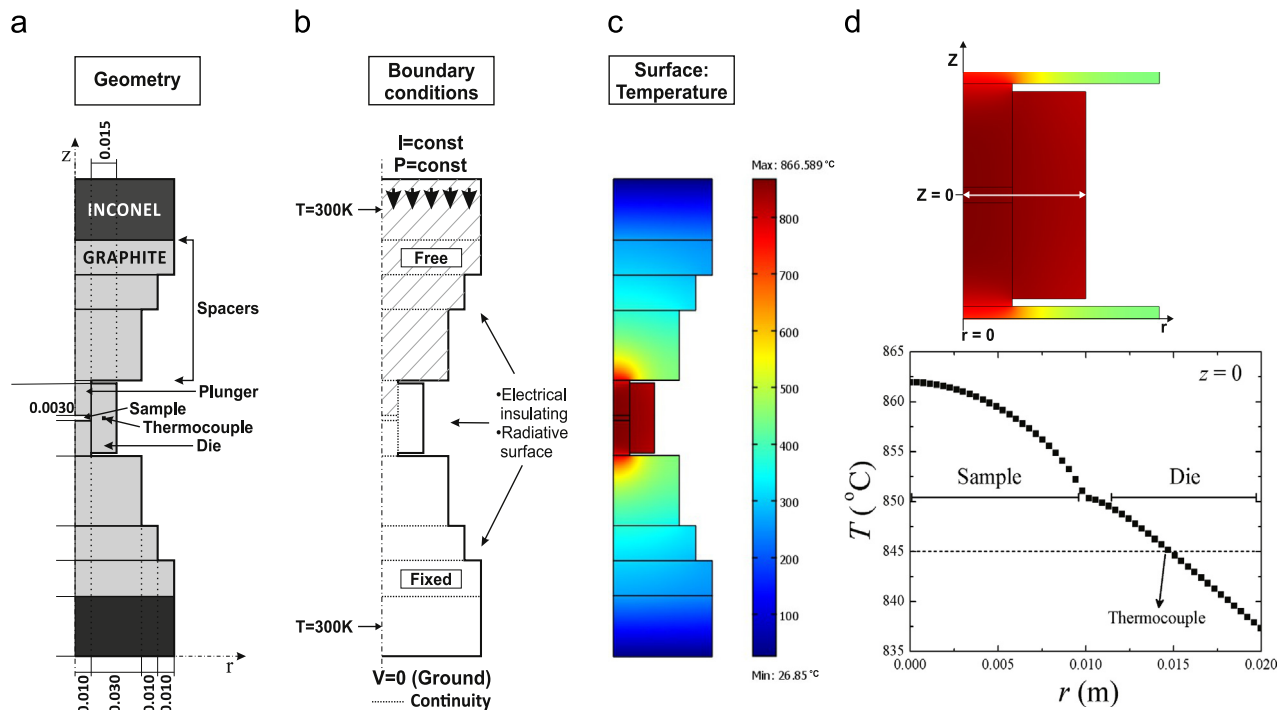 a
Geometry
0.015
z
INCONEL
GRAPHITE
Spacers
Plunger
0.0030
Sample
Thermocouple
Die
r
0.010
0.030
0.010
0.010
b
Boundary
conditions
I=const
P=const
T=300K
Free
•Electrical
insulating
•Radiative
surface
Fixed
T=300K
V=0 (Ground)
Continuity
c
Surface:
Temperature
Max: 866.589 °C
800
700
600
500
400
300
200
100
Min: 26.85 °C
d
z
Z = 0
r = 0
r
865
860
855
850
845
840
835
z = 0
Sample
Die
Thermocouple
T (°C)
0.000
0.005
0.010
0.015
0.020
r (m)